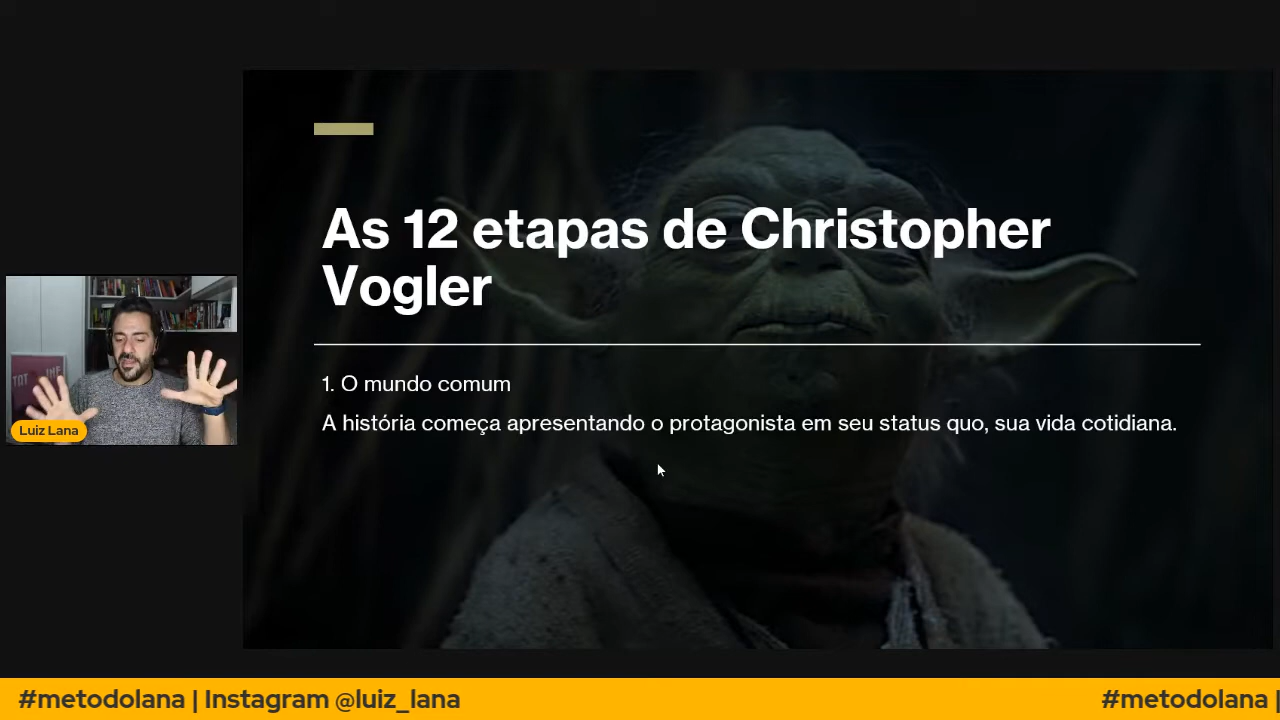 As 12 etapas de Christopher
Vogler
1. O mundo comum
A história começa apresentando o protagonista em seu status quo, sua vida cotidiana.
Luiz Lana
#metodolana | Instagram @luiz_lana
#metodolana |